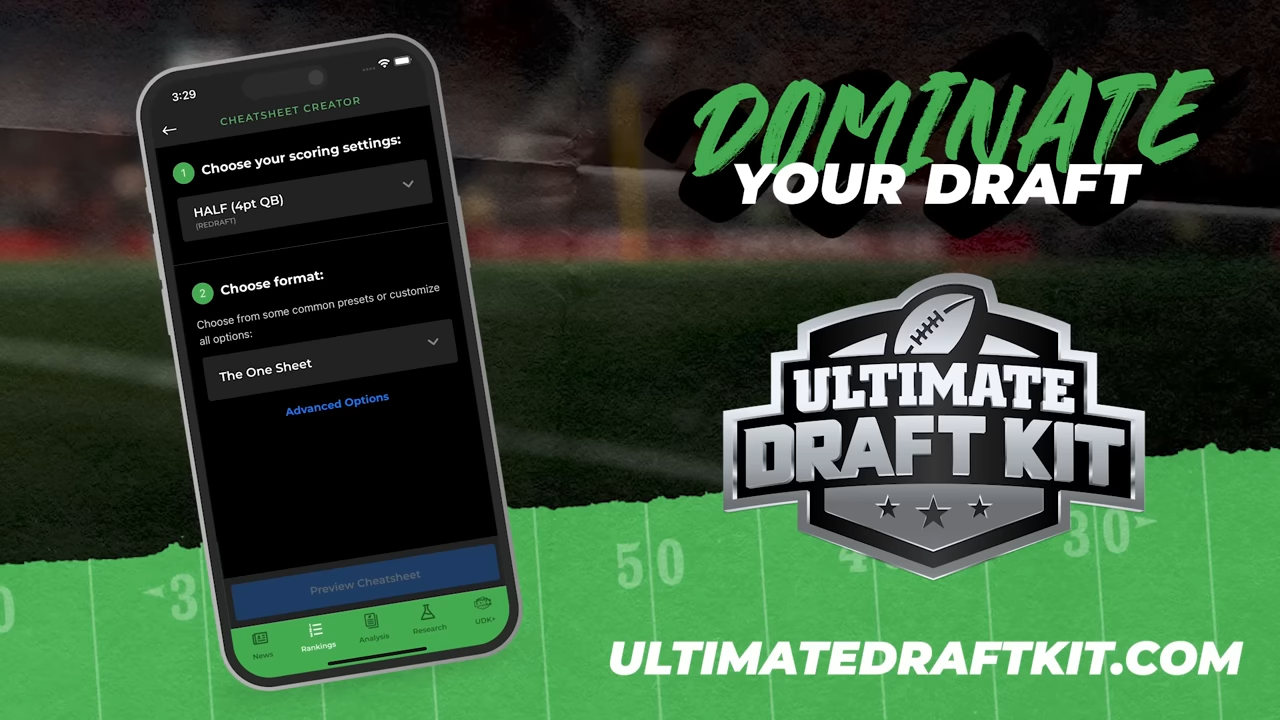 3:29
CHEATSHEET CREATOR
1 Choose your scoring settings:
HALF (4pt QB)
(REDRAFT)
2 Choose format:
Choose from some common presets or customize
all options:
The One Sheet
Advanced Options
Preview Cheatsheet
News
Rankings
Analysis
Research
UDK+
DOMINATE
YOUR DRAFT
ULTIMATE
DRAFT KIT
50
30
ULTIMATEDRAFTKIT.COM